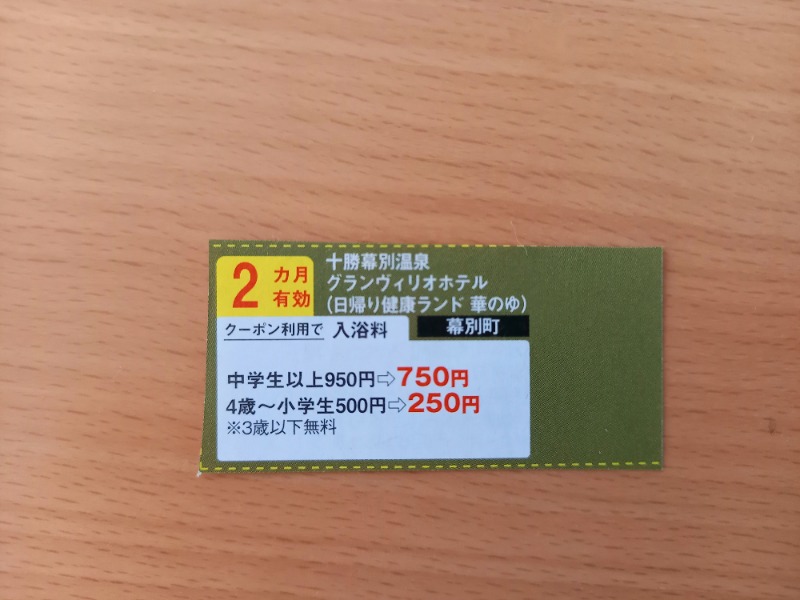 2カ月有効
十勝幕別温泉
グランヴィリオホテル
(日帰り健康ランド 華のゆ)
幕別町
クーポン利用で 入浴料
中学生以上950円⇨750円
4歳～小学生500円⇨250円
※3歳以下無料